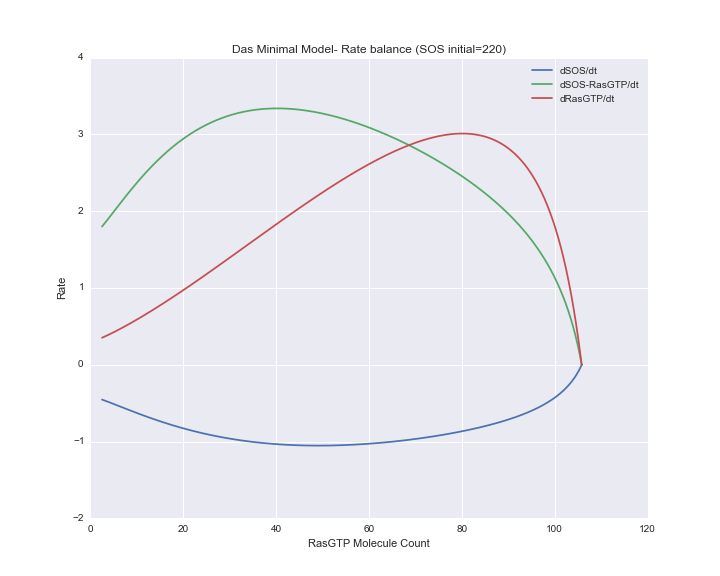 Das Minimal Model- Rate balance (SOS initial=220)
dSOS/dt
dSOS-RasGTP/dt
dRasGTP/dt
4
3
2
1
0
−1
−2
Rate
0 20 40 60 80 100 120
RasGTP Molecule Count